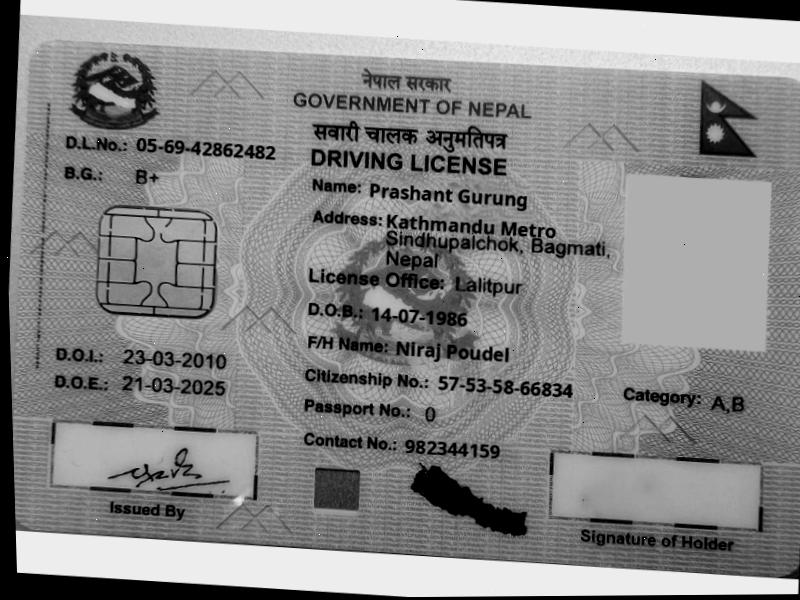 नेपाल सरकार
GOVERNMENT OF NEPAL
सवारी चालक अनुमतिपत्र
DRIVING LICENSE
D.L.No.: 05-69-42862482
B.G.: B+
Name: Prashant Gurung
Address: Kathmandu Metro
Sindhupalchok, Bagmati,
Nepal
License Office: Lalitpur
D.O.B.: 14-07-1986
F/H Name: Niraj Poudel
D.O.I.: 23-03-2010
D.O.E.: 21-03-2025
Citizenship No.: 57-53-58-66834
Category: A,B
Passport No.: 0
Contact No.: 982344159
Issued By
Signature of Holder